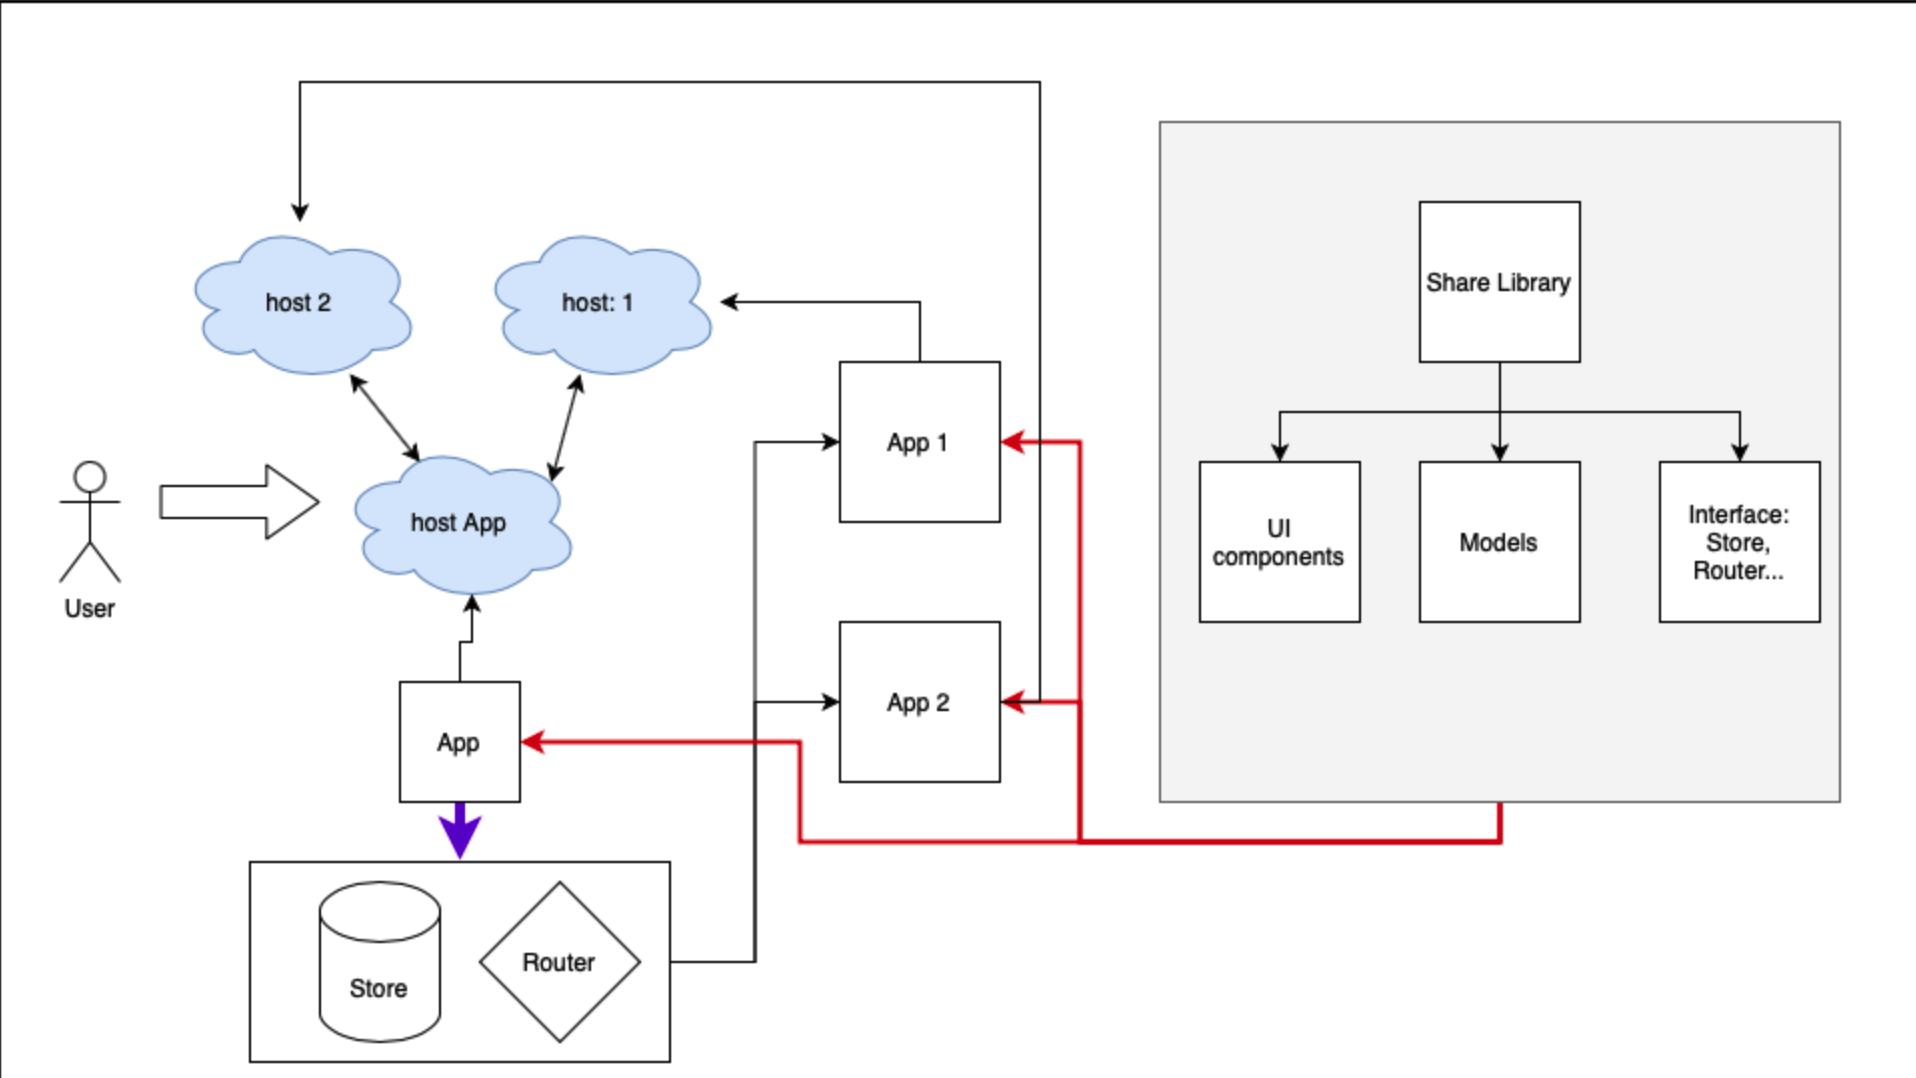 Share Library
host 2
host: 1
App 1
host App
UI
components
Models
Interface:
Store,
Router...
User
App 2
App
Store
Router